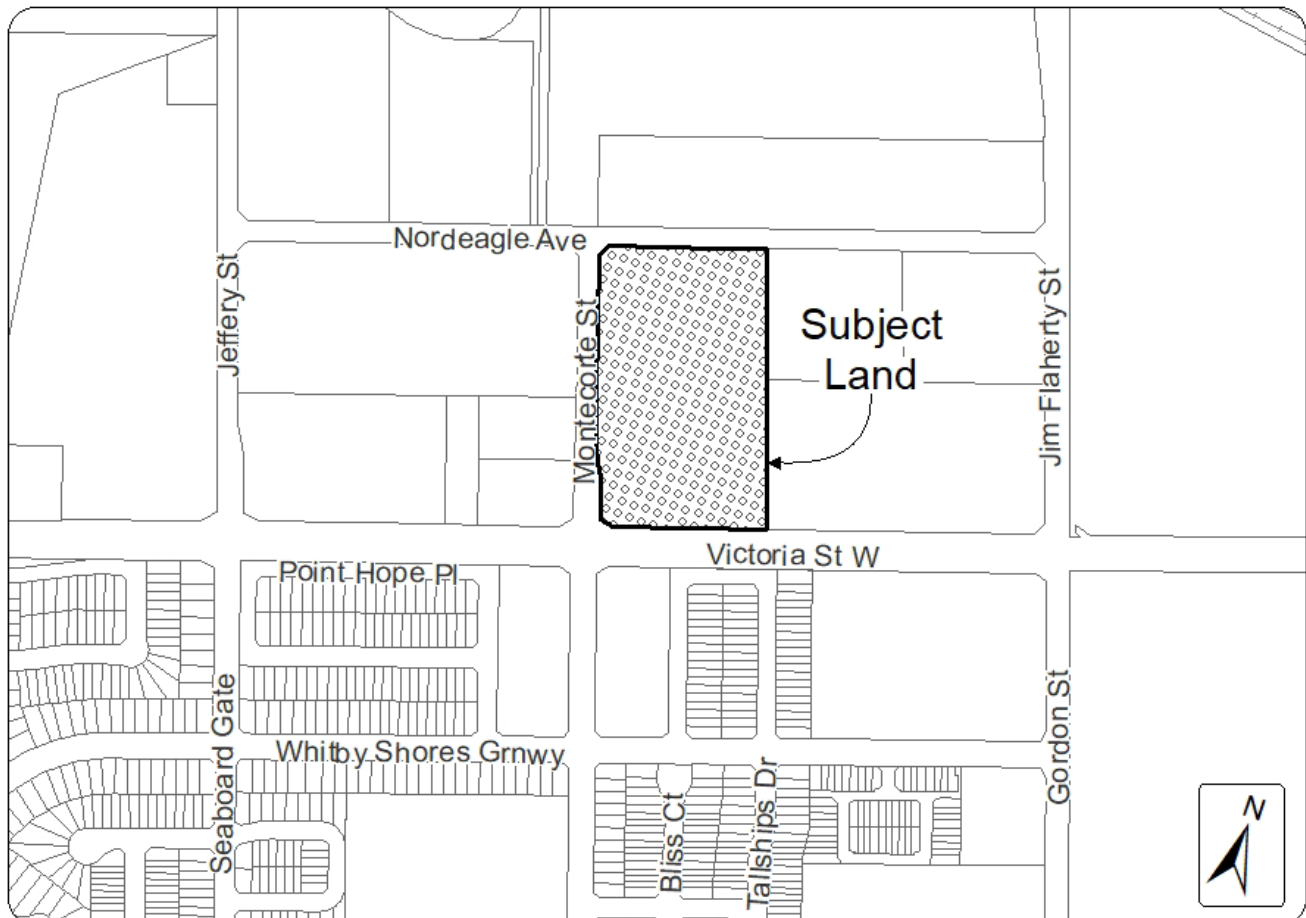 Nordeagle Ave
Jeffery St
Montecorte St
Subject
Land
Jim Flaherty St
Victoria St W
Point Hope Pl
Seaboard Gate
Whitby Shores Grnwy
Gordon St
Bliss Ct
Tallships Dr
N